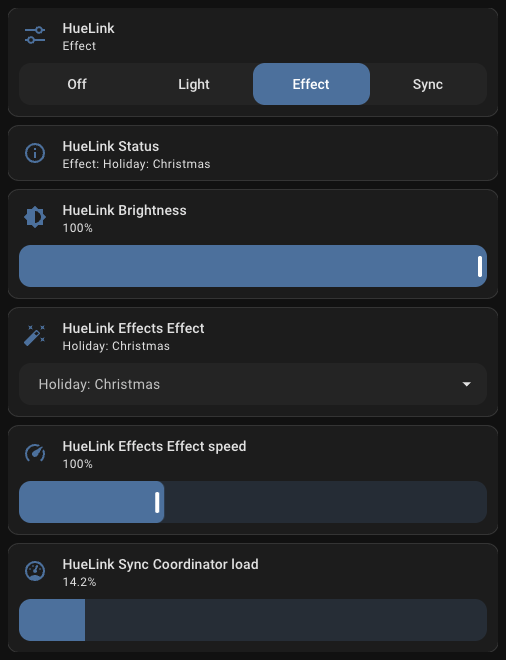 HueLink
Effect
Off Light Effect Sync
HueLink Status
Effect: Holiday: Christmas
HueLink Brightness
100%
HueLink Effects Effect
Holiday: Christmas
Holiday: Christmas
HueLink Effects Effect speed
100%
HueLink Sync Coordinator load
14.2%